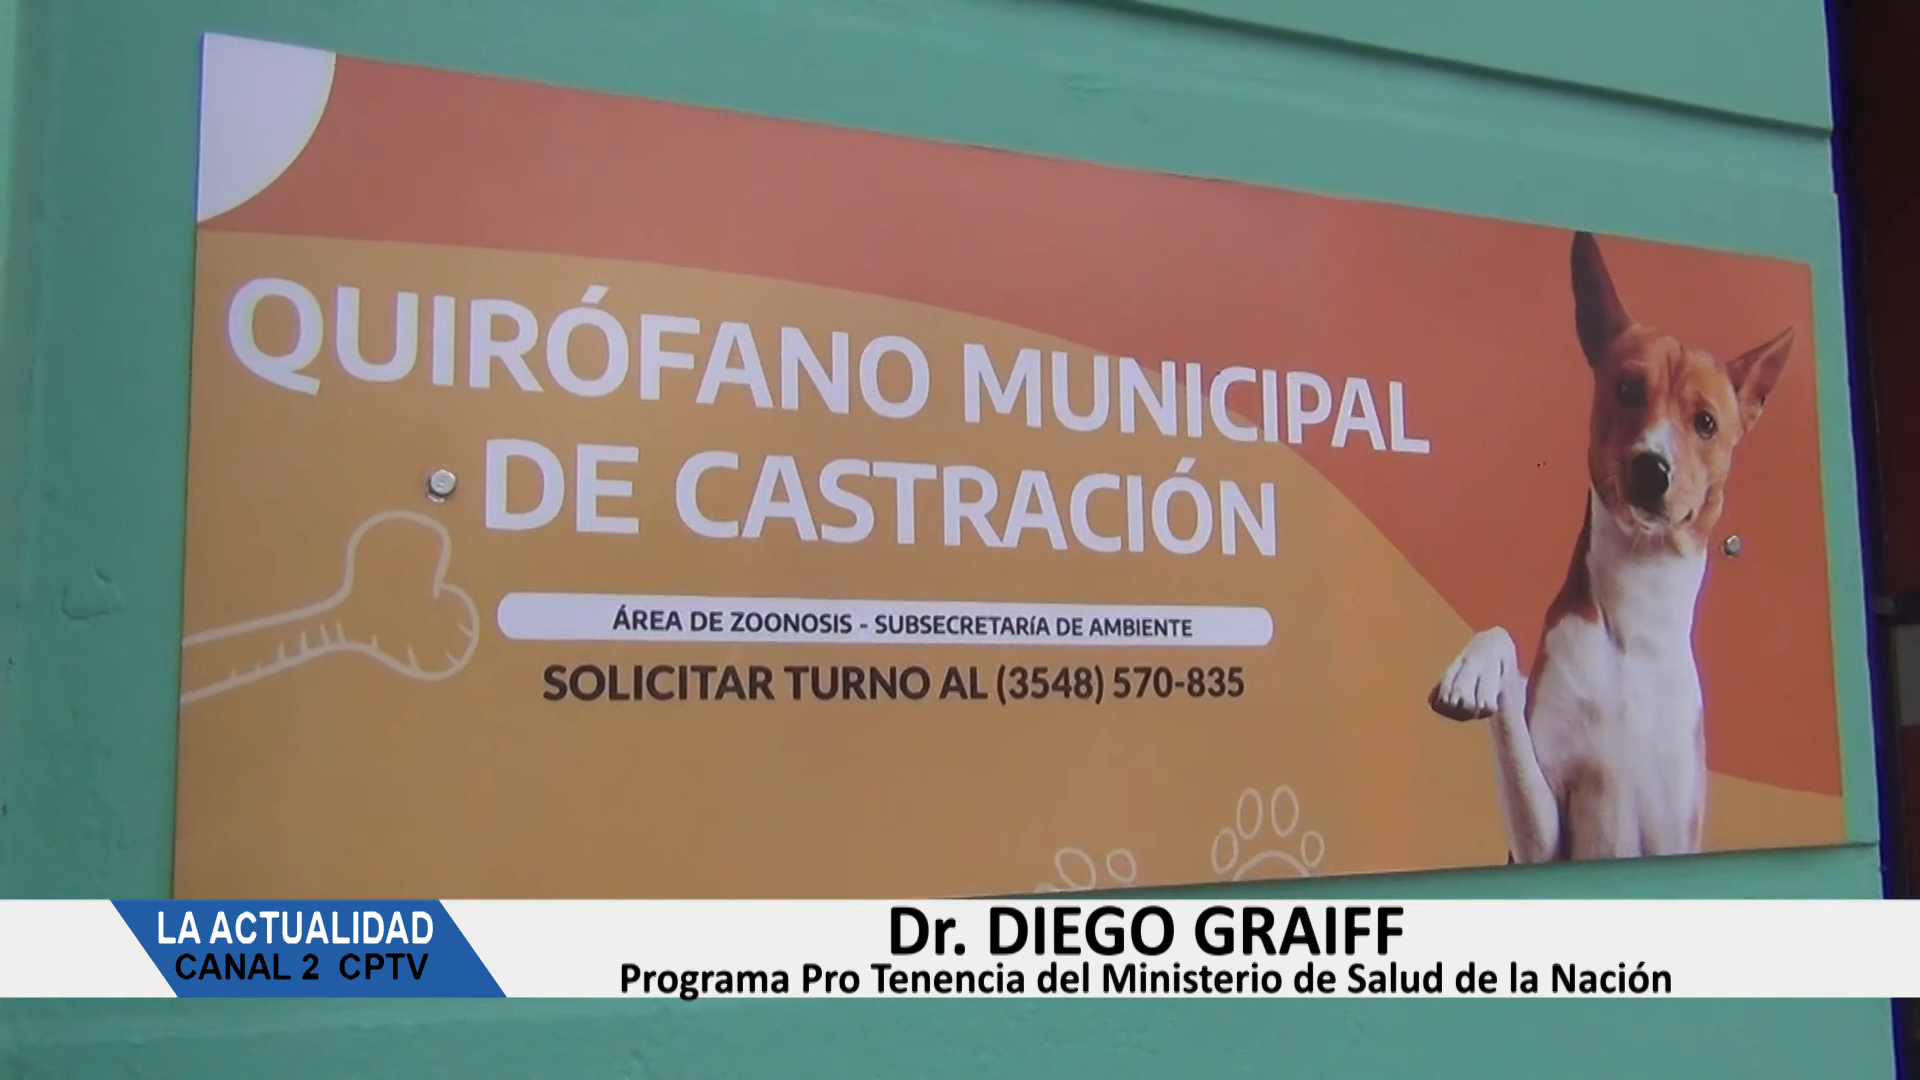 QUIRÓFANO MUNICIPAL
DE CASTRACIÓN
ÁREA DE ZOONOSIS - SUBSECRETARíA DE AMBIENTE
SOLICITAR TURNO AL (3548) 570-835
LA ACTUALIDAD
CANAL 2 CPTV
Dr. DIEGO GRAIFF
Programa Pro Tenencia del Ministerio de Salud de la Nación